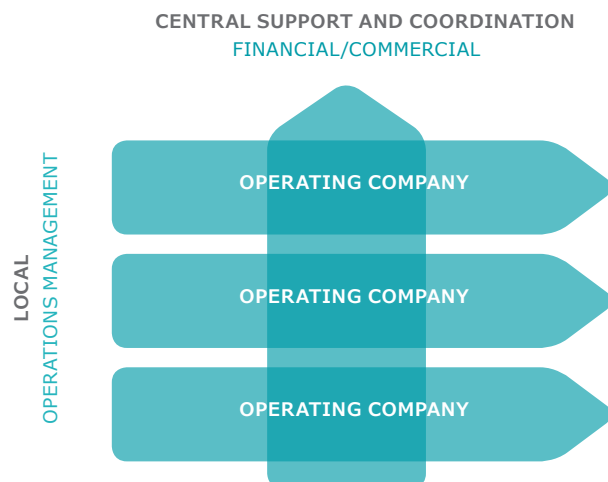 CENTRAL SUPPORT AND COORDINATION
FINANCIAL/COMMERCIAL
LOCAL
OPERATIONS MANAGEMENT
OPERATING COMPANY
OPERATING COMPANY
OPERATING COMPANY